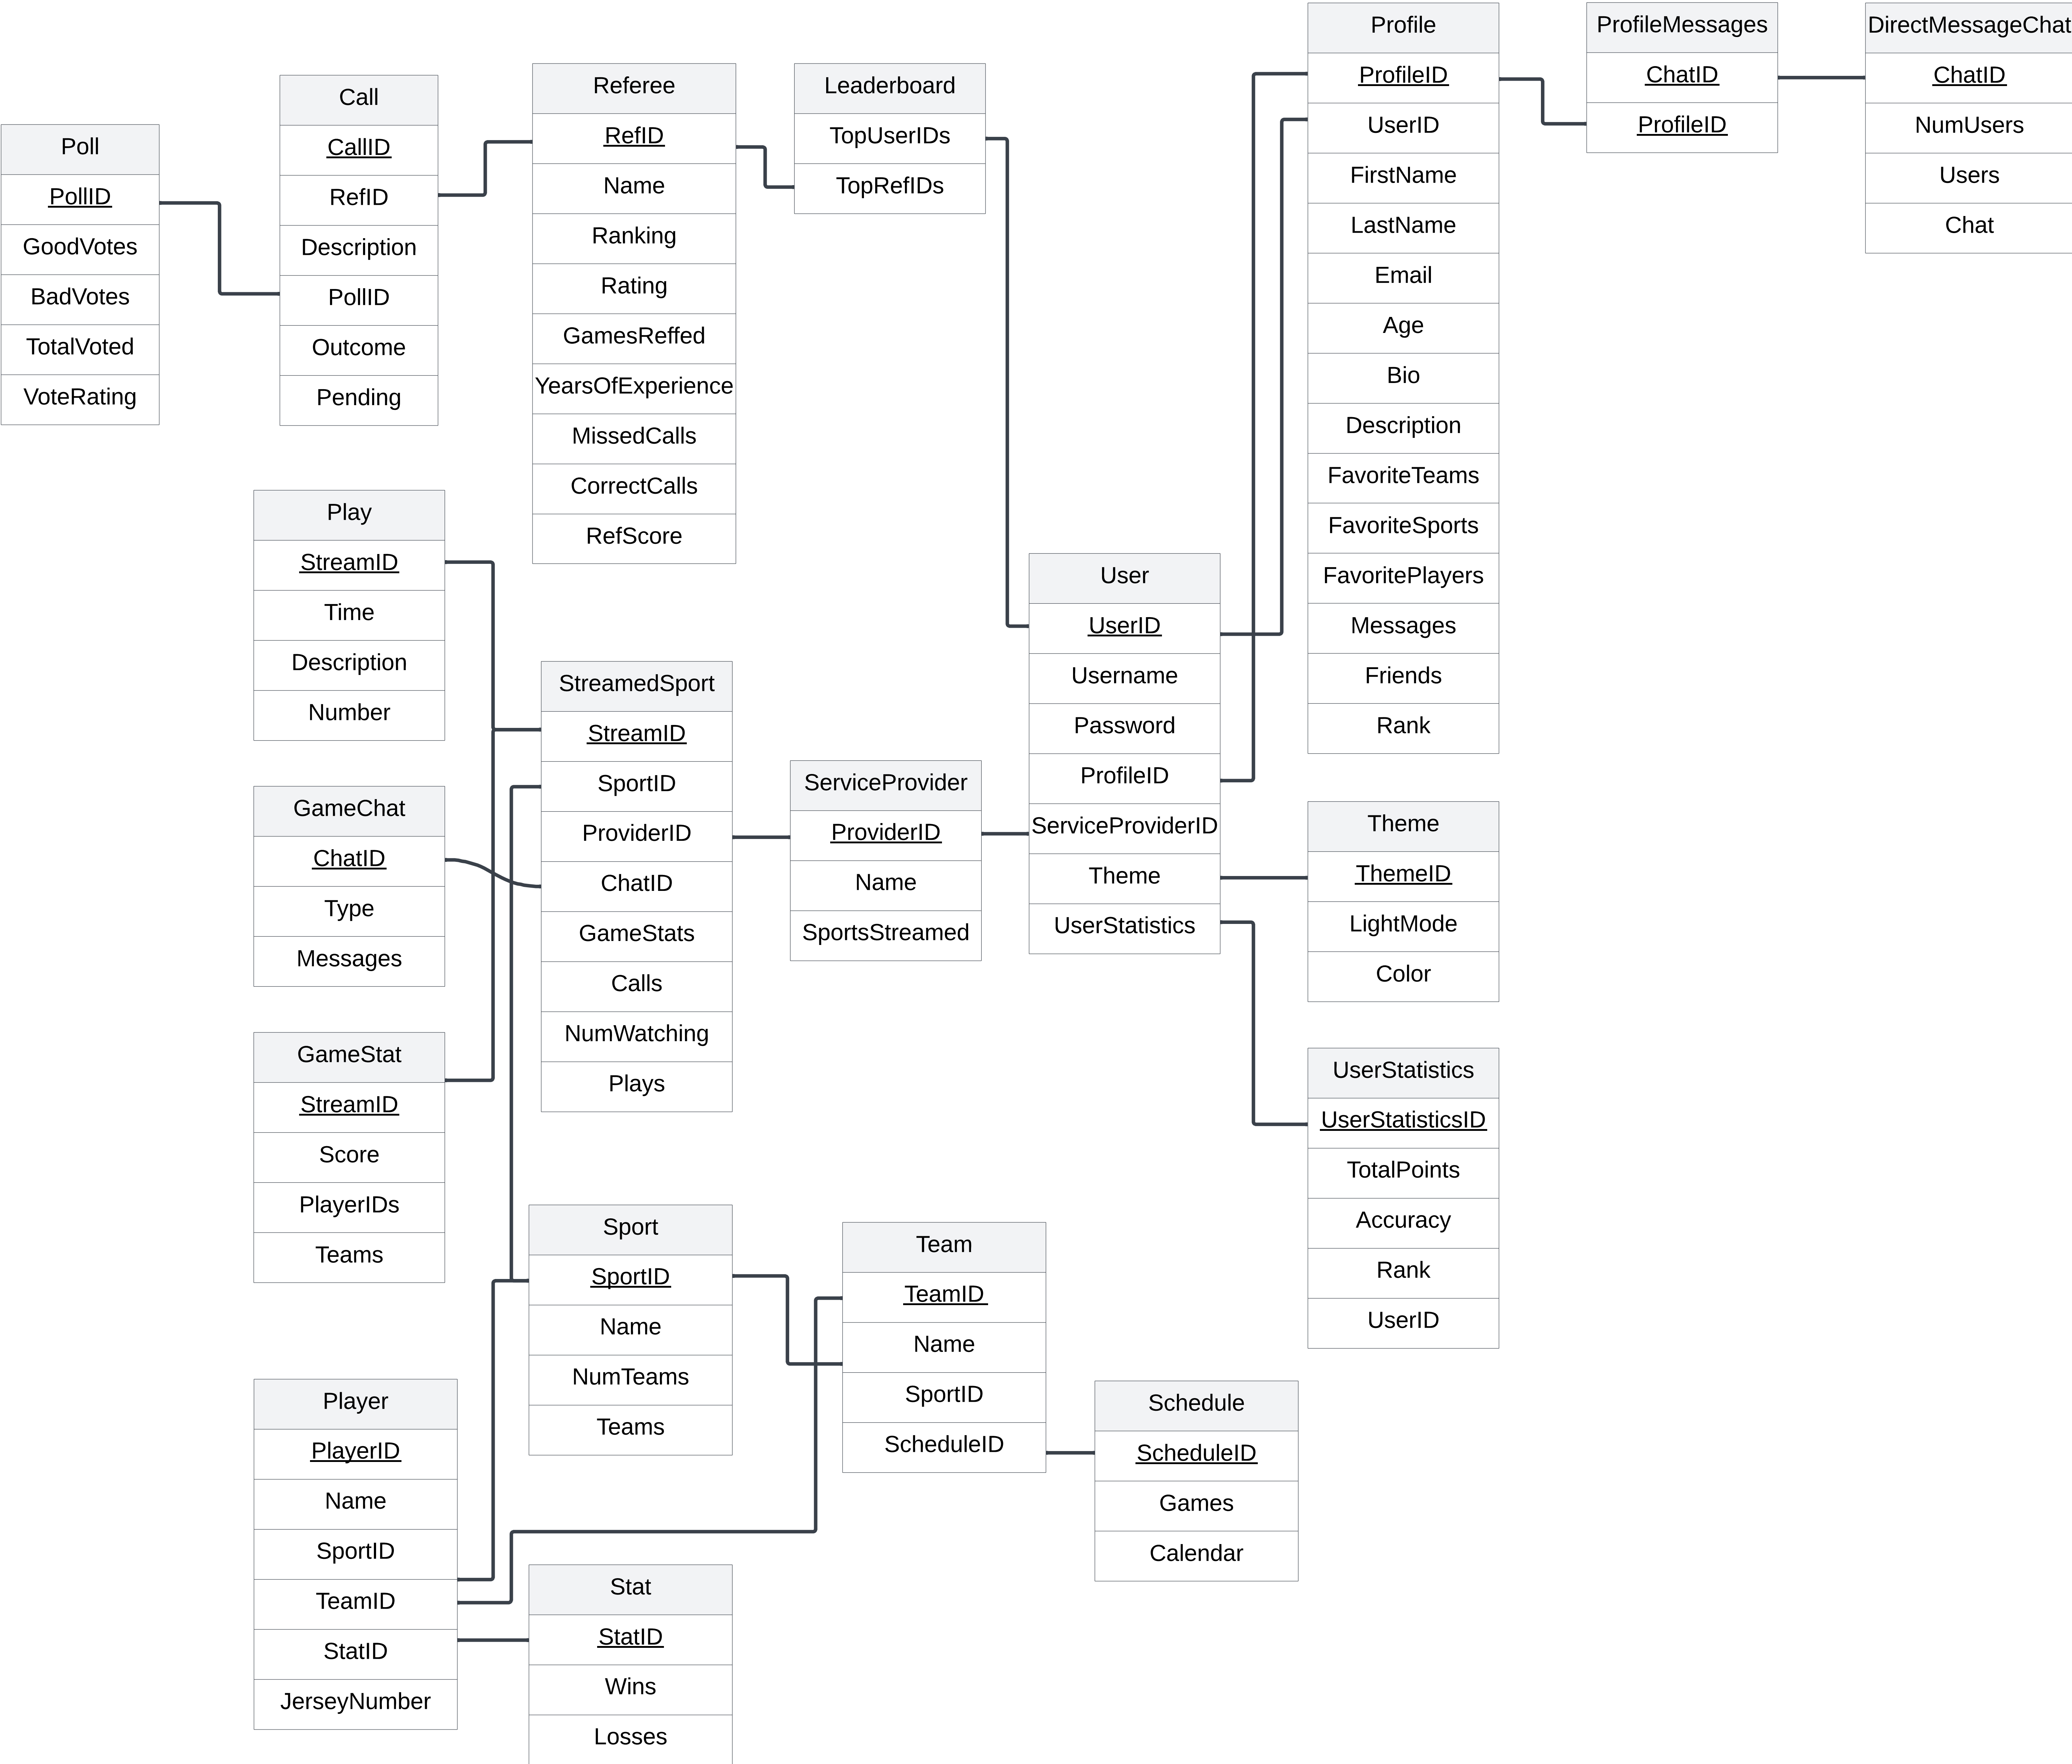 Poll
PollID
GoodVotes
BadVotes
TotalVoted
VoteRating
Call
CallID
RefID
Description
PollID
Outcome
Pending
Referee
RefID
Name
Ranking
Rating
GamesReffed
YearsOfExperience
MissedCalls
CorrectCalls
RefScore
Leaderboard
TopUserIDs
TopRefIDs
Profile
ProfileID
UserID
FirstName
LastName
Email
Age
Bio
Description
FavoriteTeams
FavoriteSports
FavoritePlayers
Messages
Friends
Rank
ProfileMessages
ChatID
ProfileID
DirectMessageChat
ChatID
NumUsers
Users
Chat
Play
StreamID
Time
Description
Number
GameChat
ChatID
Type
Messages
GameStat
StreamID
Score
PlayerIDs
Teams
StreamedSport
StreamID
SportID
ProviderID
ChatID
GameStats
Calls
NumWatching
Plays
ServiceProvider
ProviderID
Name
SportsStreamed
User
UserID
Username
Password
ProfileID
ServiceProviderID
Theme
UserStatistics
Theme
ThemeID
LightMode
Color
UserStatistics
UserStatisticsID
TotalPoints
Accuracy
Rank
UserID
Sport
SportID
Name
NumTeams
Teams
Team
TeamID
Name
SportID
ScheduleID
Schedule
ScheduleID
Games
Calendar
Player
PlayerID
Name
SportID
TeamID
StatID
JerseyNumber
Stat
StatID
Wins
Losses